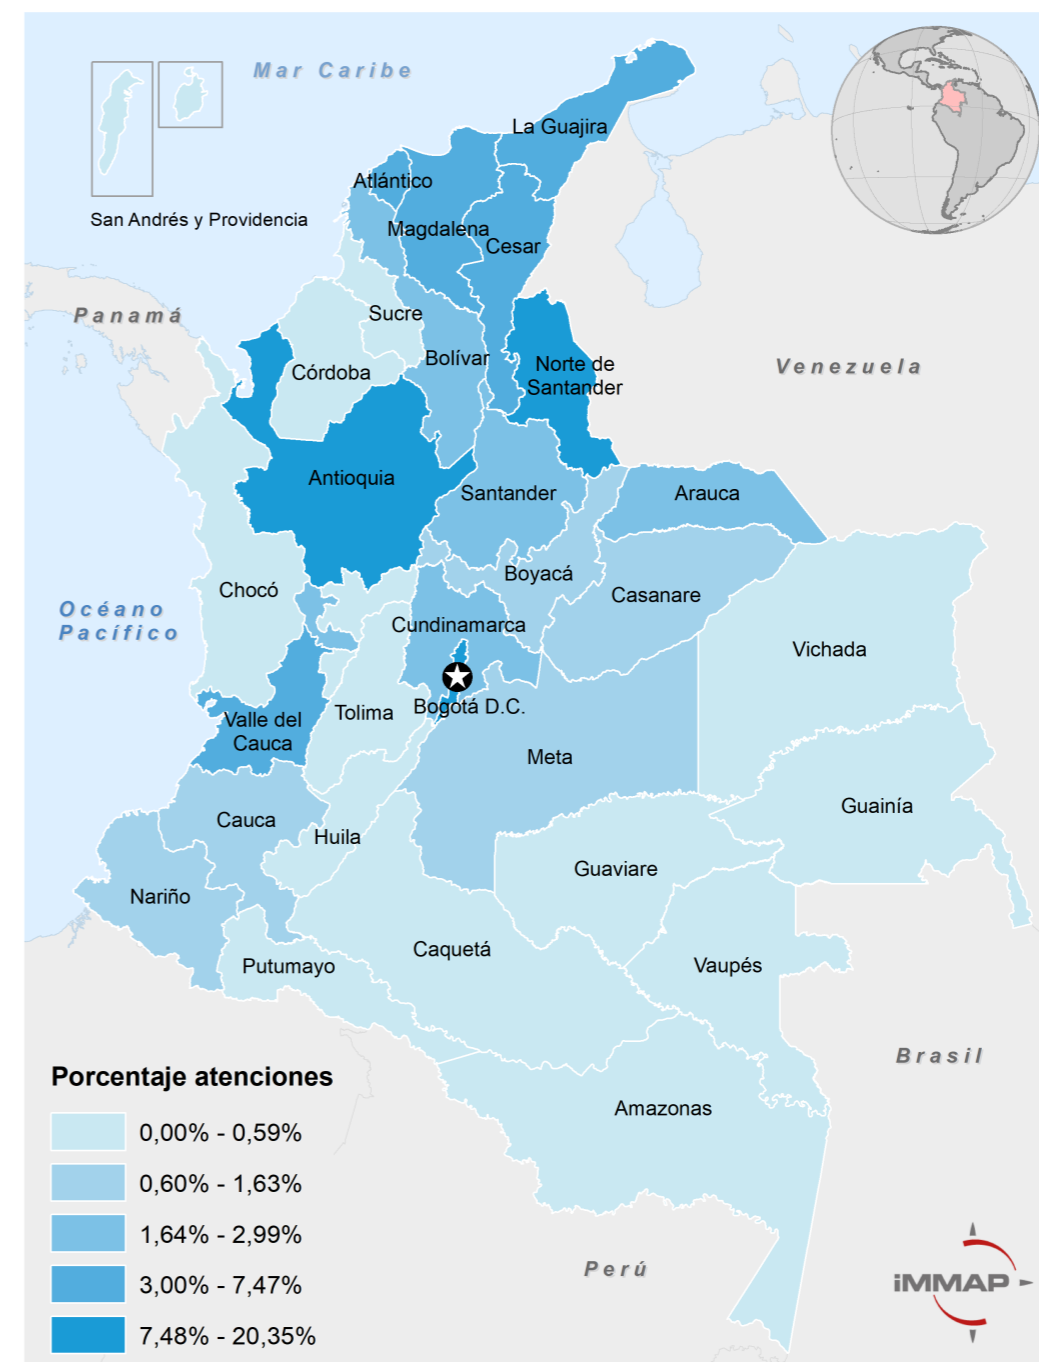 Mar Caribe
La Guajira
Atlántico
San Andrés y Providencia
Magdalena
Cesar
Panamá
Sucre
Bolívar
Norte de
Santander
Venezuela
Córdoba
Antioquia
Santander
Arauca
Boyacá
Chocó
Casanare
Océano
Pacífico
Cundinamarca
Vichada
Bogotá D.C.
Tolima
Valle del
Cauca
Meta
Guainía
Cauca
Huila
Guaviare
Nariño
Caquetá
Vaupés
Putumayo
Brasil
Porcentaje atenciones
Amazonas
0,00% - 0,59%
0,60% - 1,63%
1,64% - 2,99%
3,00% - 7,47%
7,48% - 20,35%
Perú
iMMAP